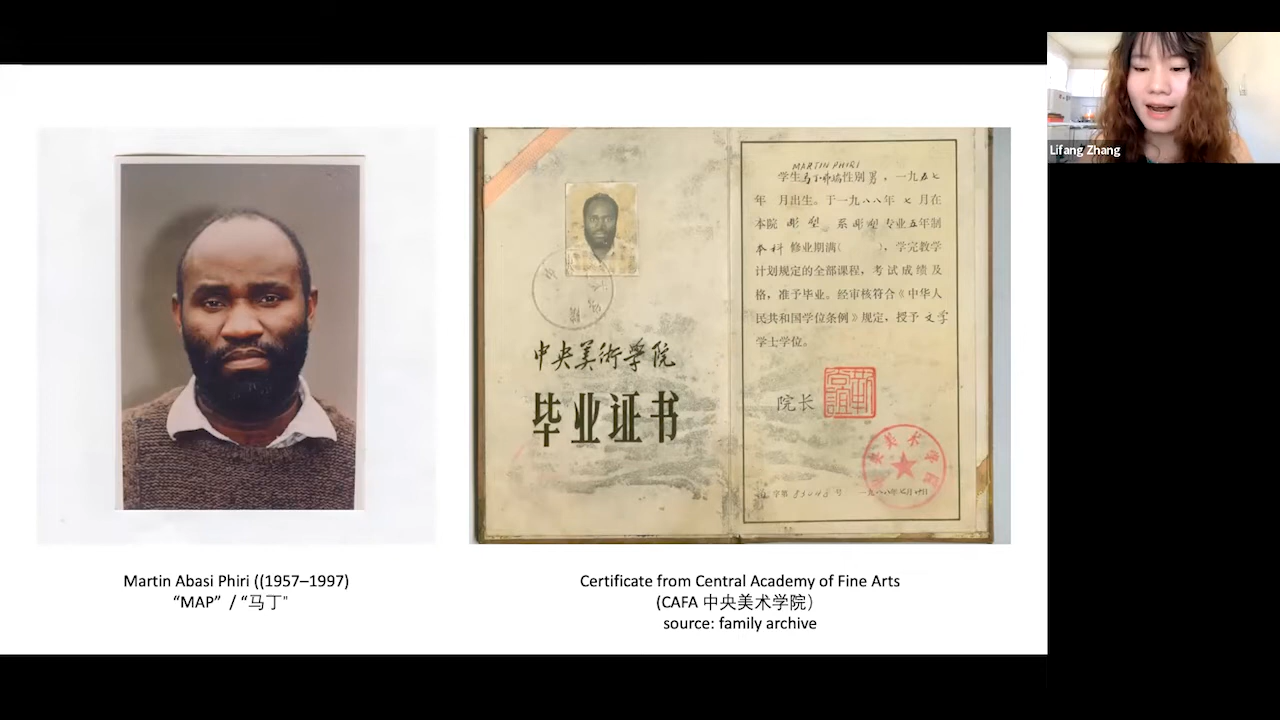 Lifang Zhang
MARTIN PHIRI
学生 性别男,一九五七
年 月出生。于一九八八年七月在
本院雕塑系雕塑专业五年制
本科修业期满( ),学完教学
计划规定的全部课程,考试成绩及
格,准予毕业。经审核符合《中华人
民共和国学位条例》规定,授予文学
学士学位。
院长
中央美術學院
毕业证书
字第 83048 号
Martin Abasi Phiri ((1957–1997)
“MAP” / “马丁"
Certificate from Central Academy of Fine Arts
(CAFA 中央美术学院)
source: family archive